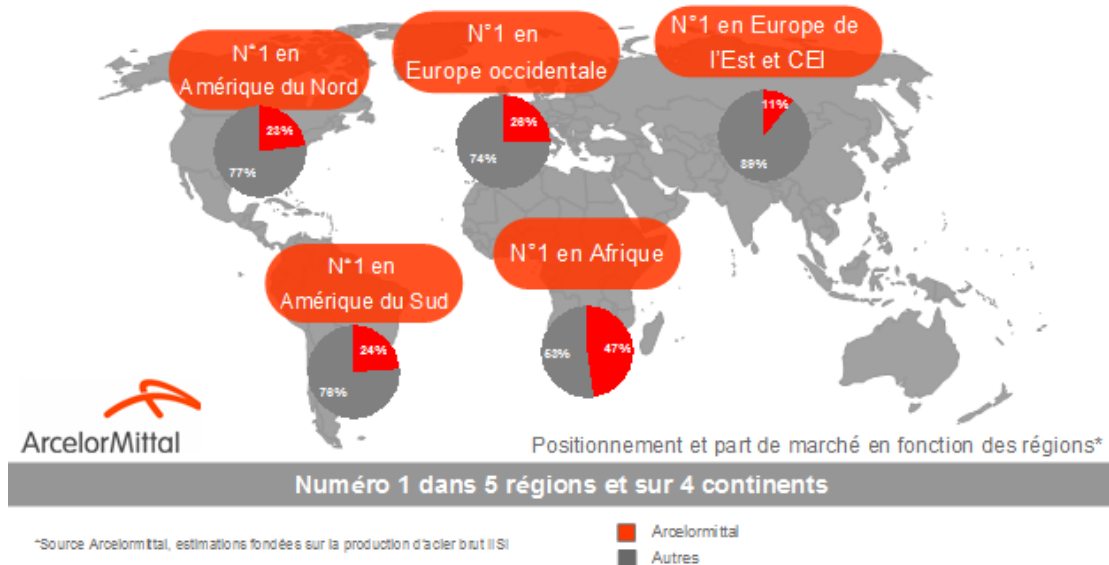 N°1 en
Amérique du Nord
23%
77%
N°1 en
Europe occidentale
26%
74%
N°1 en Europe de
l'Est et CEI
11%
89%
N°1 en
Amérique du Sud
24%
76%
N°1 en Afrique
53%
47%
ArcelorMittal
Positionnement et part de marché en fonction des régions*
Numéro 1 dans 5 régions et sur 4 continents
*Source Arcelormittal, estimations fondées sur la production d'acier brut IISI
Arcelormittal
Autres